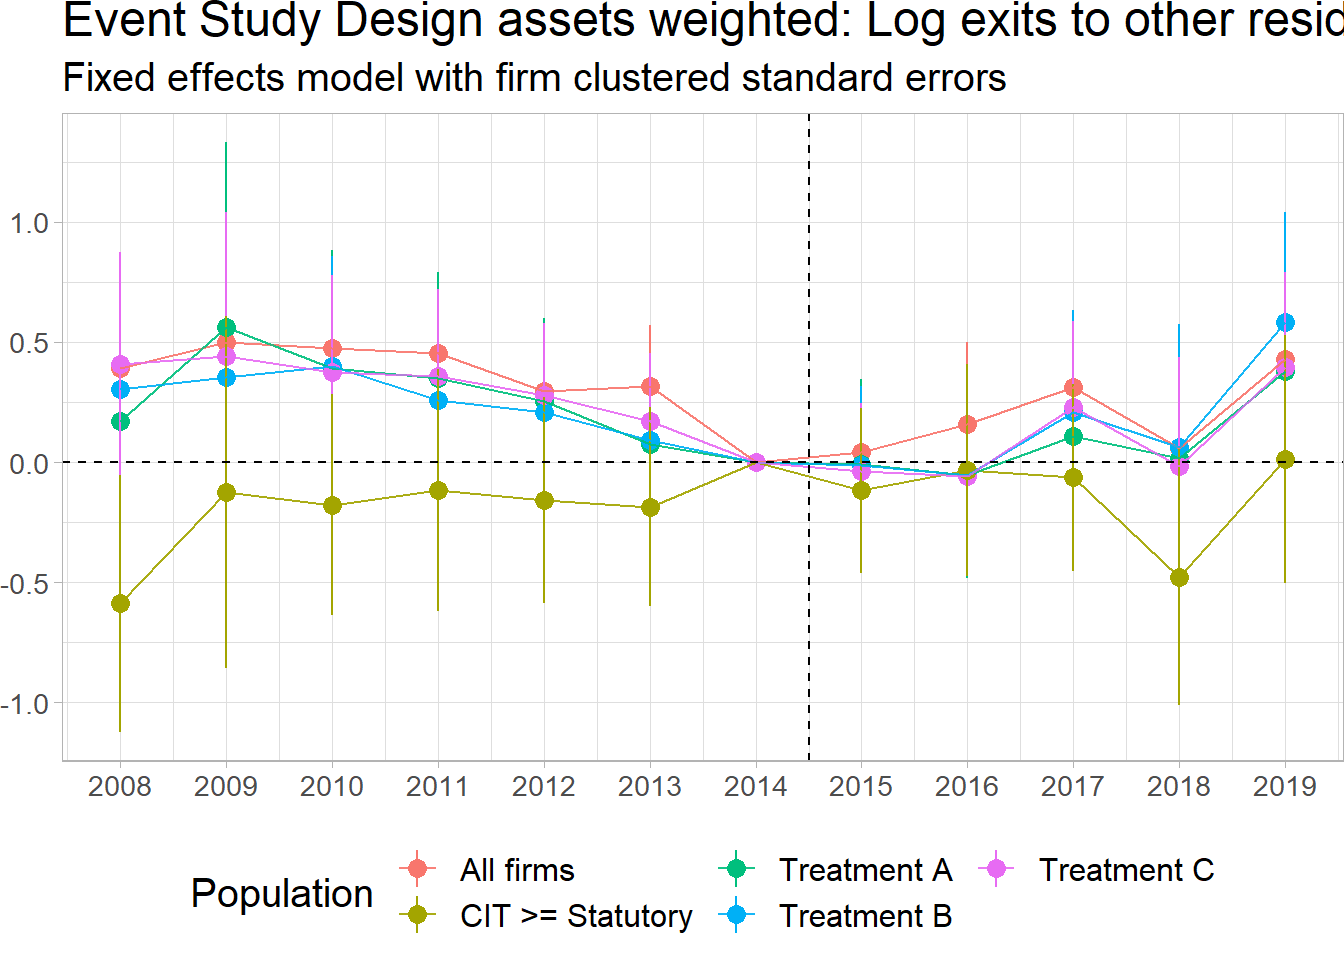 Event Study Design assets weighted: Log exits to other resid
Fixed effects model with firm clustered standard errors
1.0
0.5
0.0
-0.5
-1.0
2008 2009 2010 2011 2012 2013 2014 2015 2016 2017 2018 2019
Population
All firms Treatment A Treatment C
CIT >= Statutory Treatment B